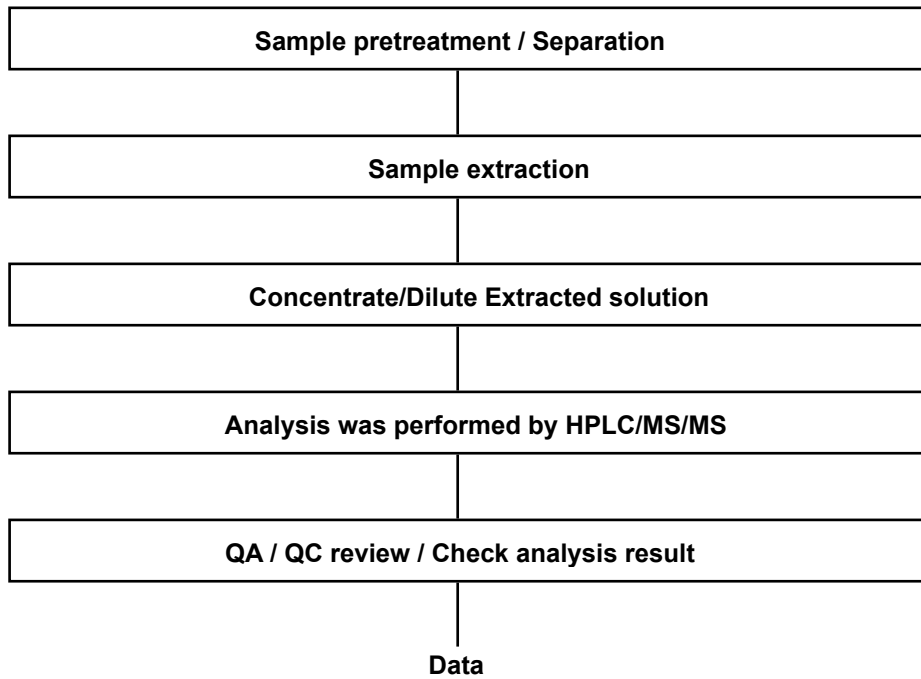 Sample pretreatment / Separation
Sample extraction
Concentrate/Dilute Extracted solution
Analysis was performed by HPLC/MS/MS
QA / QC review / Check analysis result
Data